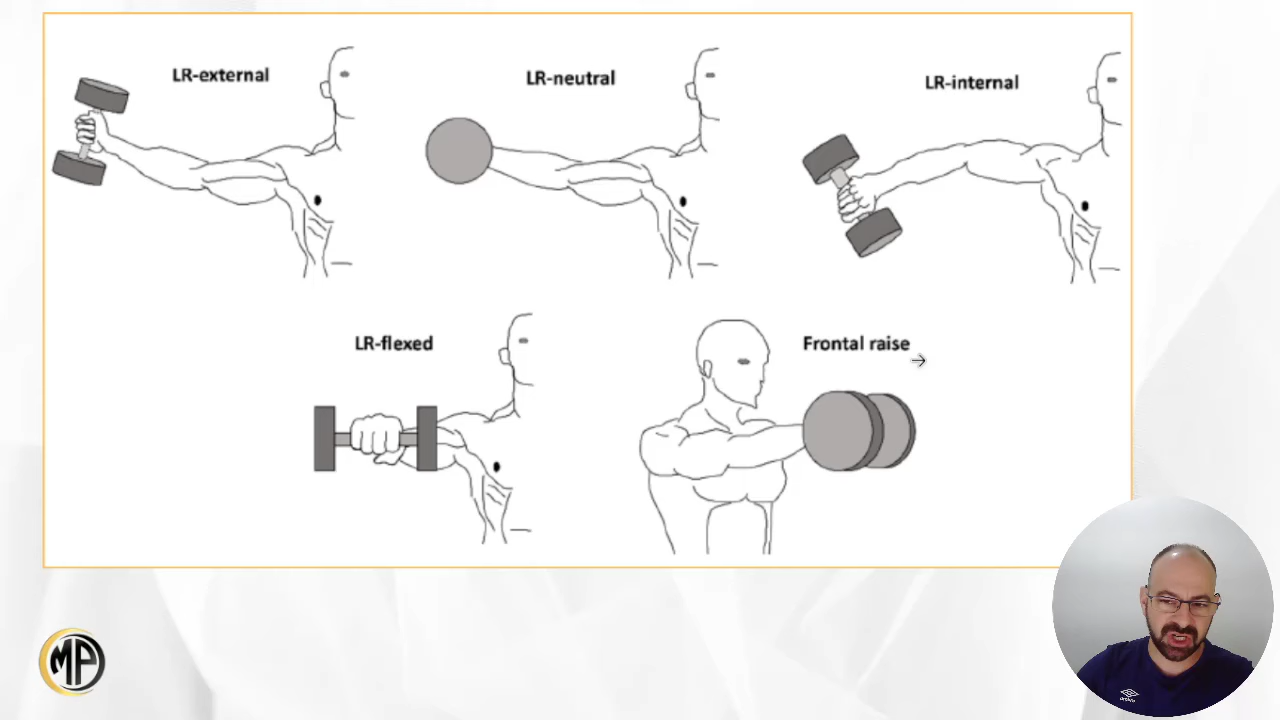 LR-external
LR-neutral
LR-internal
LR-flexed
Frontal raise
MP